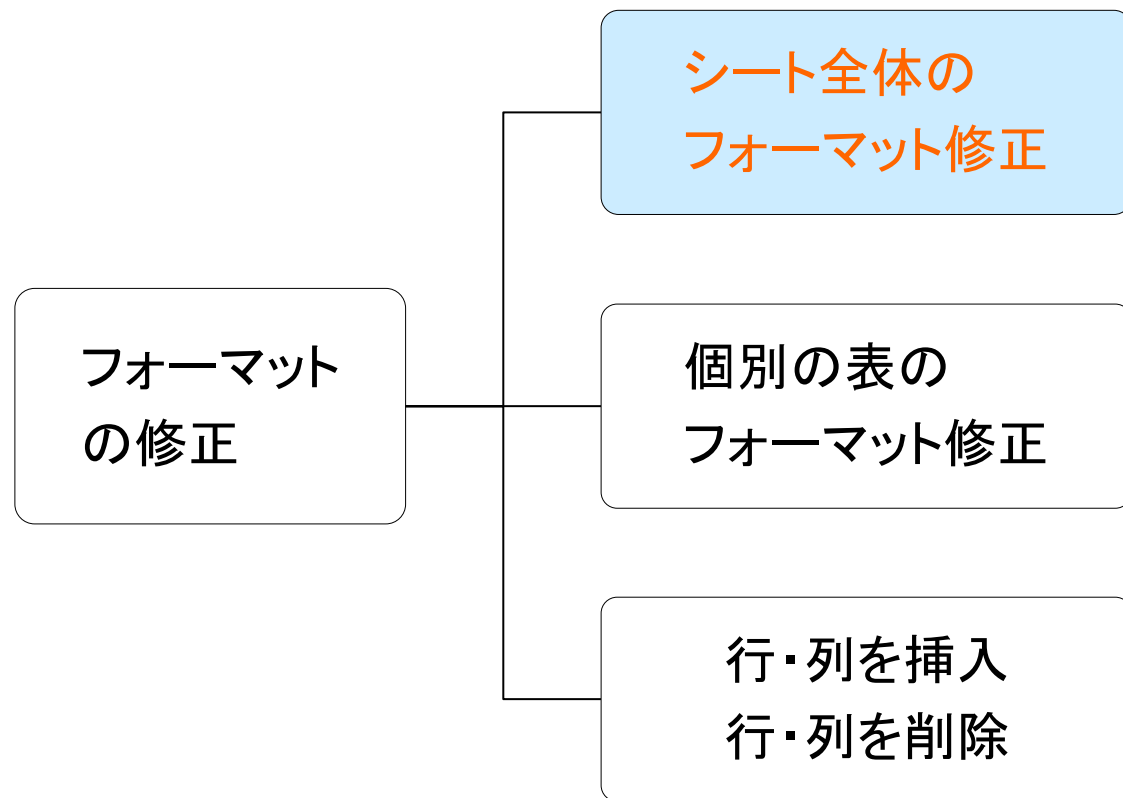 シート全体の
フォーマット修正
フォーマット
の修正
個別の表の
フォーマット修正
行・列を挿入
行・列を削除